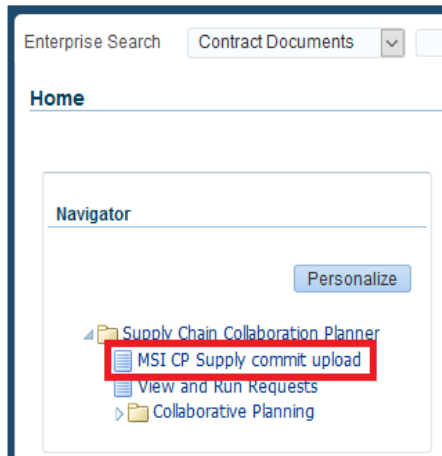 Enterprise Search Contract Documents
Home
Navigator
Personalize
Supply Chain Collaboration Planner
MSI CP Supply commit upload
View and Run Requests
Collaborative Planning